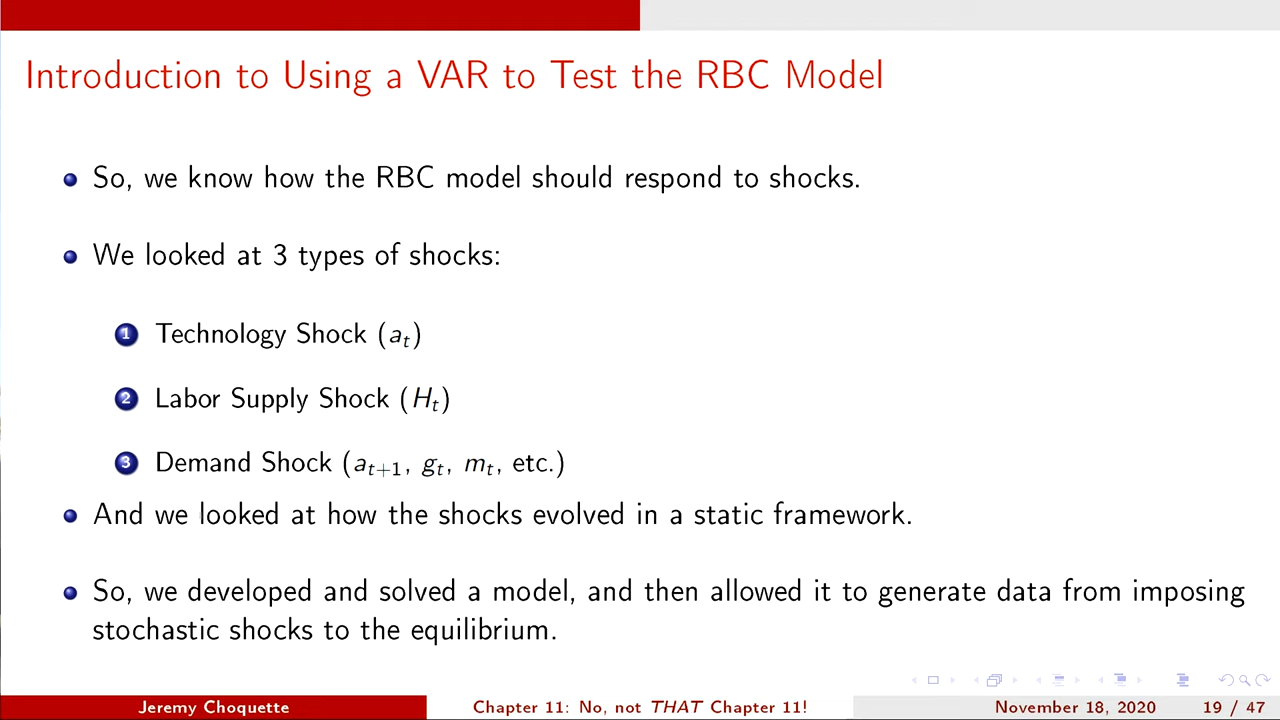 Introduction to Using a VAR to Test the RBC Model
So, we know how the RBC model should respond to shocks.
We looked at 3 types of shocks:
1 Technology Shock (a_t)
2 Labor Supply Shock (H_t)
3 Demand Shock (a_{t+1}, g_t, m_t, etc.)
And we looked at how the shocks evolved in a static framework.
So, we developed and solved a model, and then allowed it to generate data from imposing
stochastic shocks to the equilibrium.
Jeremy Choquette Chapter 11: No, not THAT Chapter 11! November 18, 2020 19 / 47